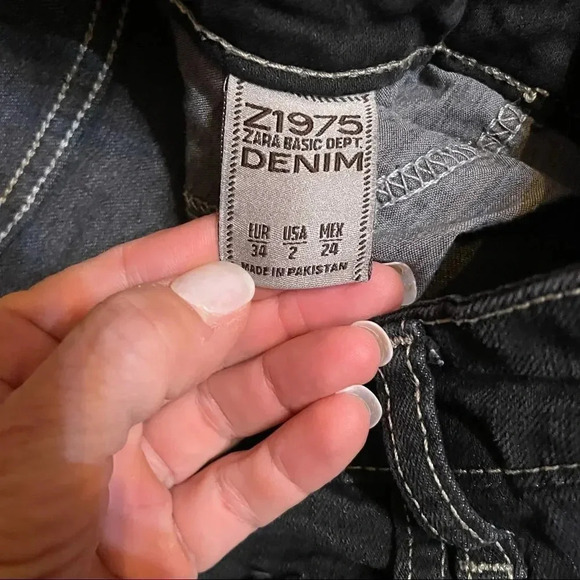 Z1975
ZARA BASIC DEPT.
DENIM
EUR USA MEX
34 2 24
MADE IN PAKISTAN